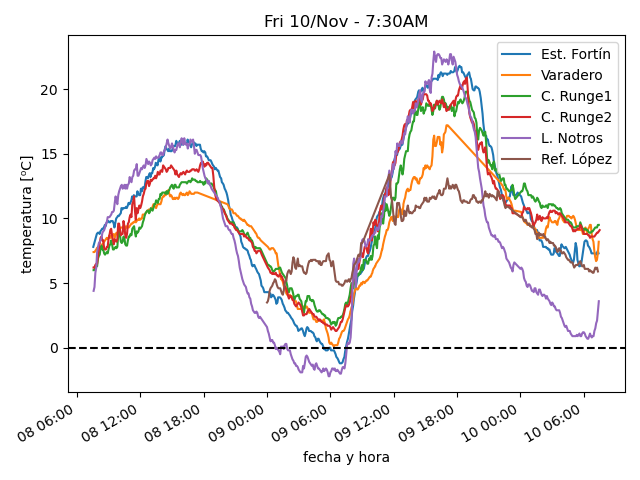 Fri 10/Nov - 7:30AM
Est. Fortín
Varadero
C. Runge1
C. Runge2
L. Notros
Ref. López
temperatura [ºC]
20
15
10
5
0
08 06:00
08 12:00
08 18:00
09 00:00
09 06:00
09 12:00
09 18:00
10 00:00
10 06:00
fecha y hora